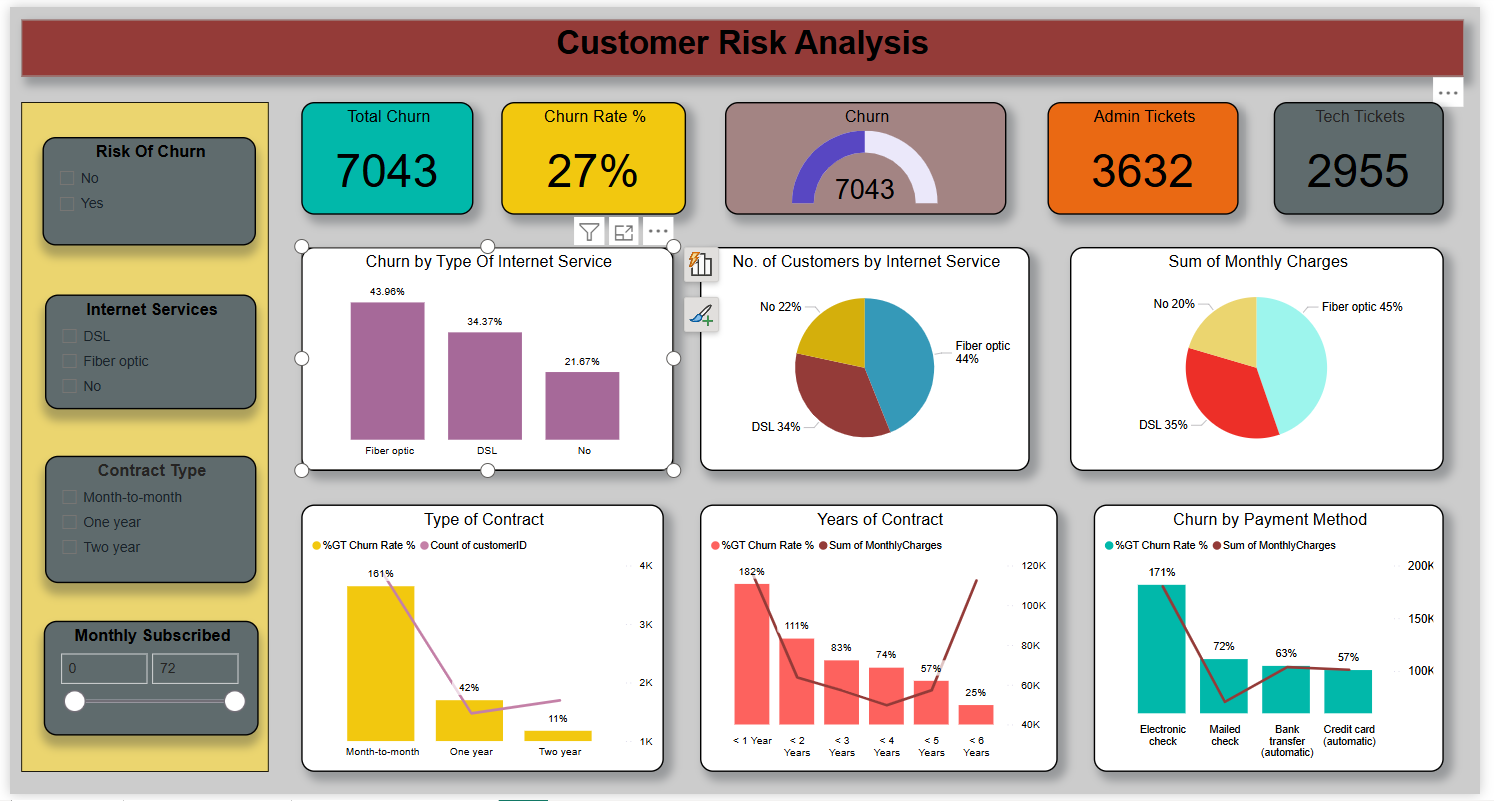 Customer Risk Analysis
Risk Of Churn
No
Yes
Internet Services
DSL
Fiber optic
No
Contract Type
Month-to-month
One year
Two year
Monthly Subscribed
0
72
Total Churn
7043
Churn Rate %
27%
Churn
7043
Admin Tickets
3632
Tech Tickets
2955
Churn by Type Of Internet Service
43.96%
34.37%
21.67%
Fiber optic
DSL
No
No. of Customers by Internet Service
No 22%
Fiber optic
44%
DSL 34%
Sum of Monthly Charges
No 20%
Fiber optic 45%
DSL 35%
Type of Contract
%GT Churn Rate % Count of customerID
161%
42%
11%
4K
3K
2K
1K
Month-to-month
One year
Two year
Years of Contract
%GT Churn Rate % Sum of MonthlyCharges
182%
111%
83%
74%
57%
25%
120K
100K
80K
60K
40K
< 1 Year
< 2
Years
< 3
Years
< 4
Years
< 5
Years
< 6
Years
Churn by Payment Method
%GT Churn Rate % Sum of MonthlyCharges
171%
72%
63%
57%
200K
150K
100K
Electronic
check
Mailed
check
Bank
transfer
(automatic)
Credit card
(automatic)